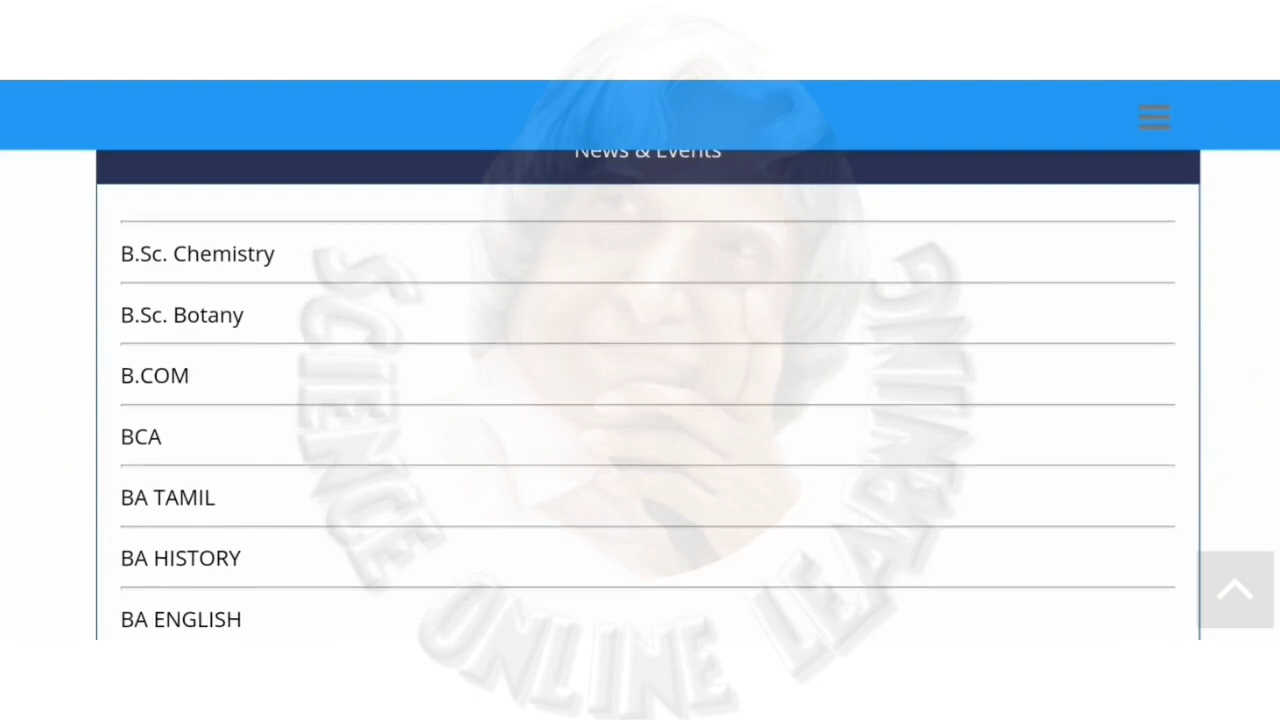 News & Events
B.Sc. Chemistry
B.Sc. Botany
B.COM
BCA
BA TAMIL
BA HISTORY
BA ENGLISH
SCIENCE ONLINE LEARNING